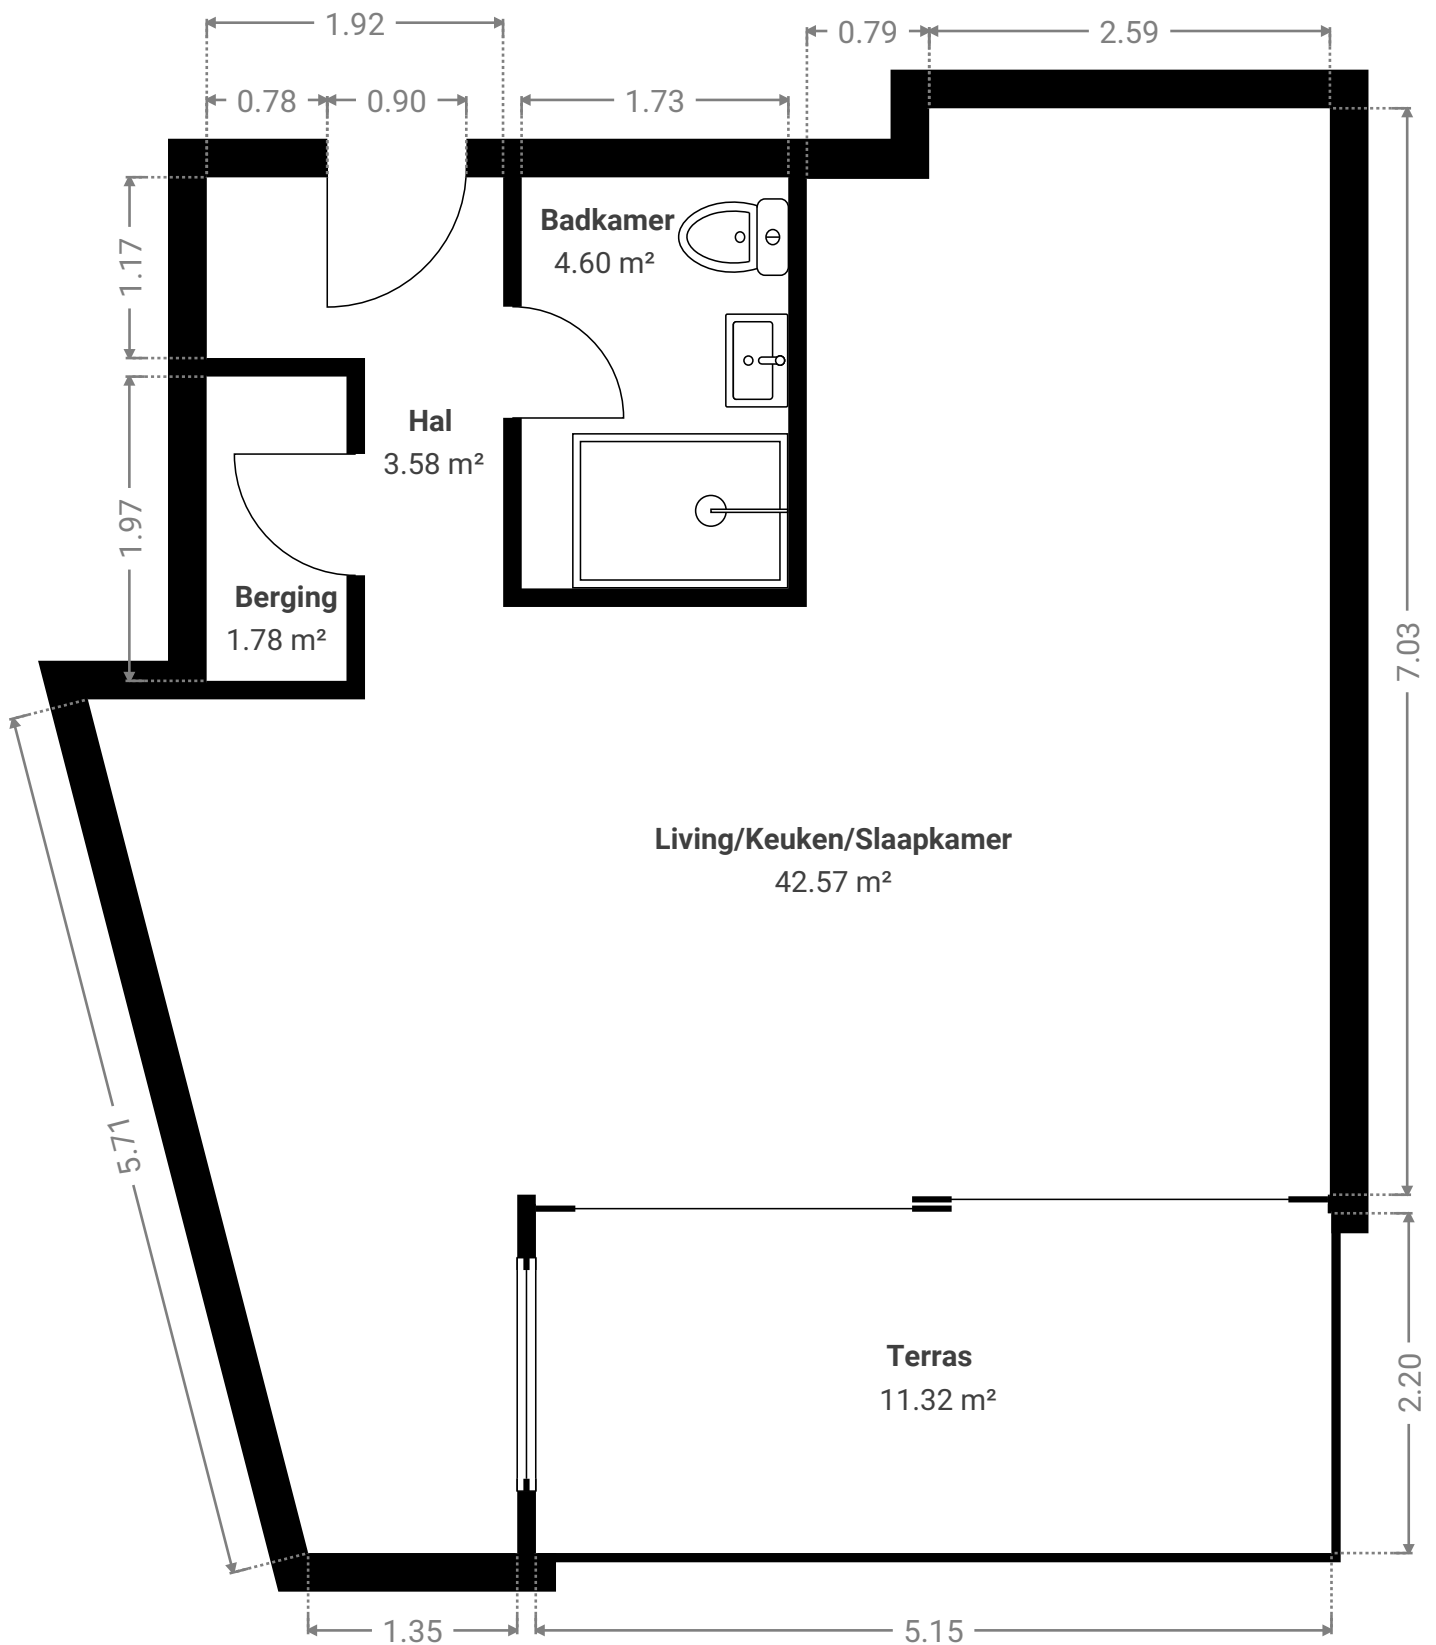 1.92
0.79
2.59
0.78
0.90
1.73
Badkamer
4.60 m²
1.17
Hal
3.58 m²
1.97
Berging
1.78 m²
7.03
Living/Keuken/Slaapkamer
42.57 m²
5.71
Terras
11.32 m²
2.20
1.35
5.15